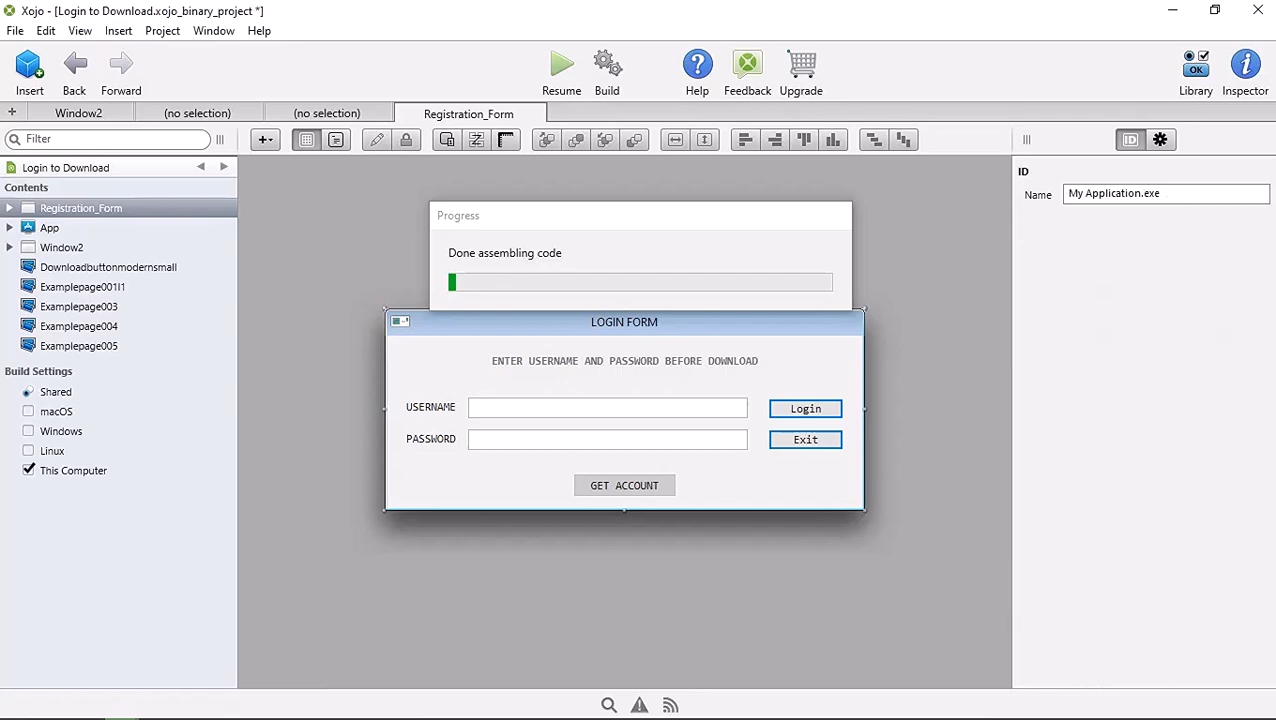 Xojo - [Login to Download.xojo_binary_project *]
File Edit View Insert Project Window Help
Insert Back Forward Resume Build Help Feedback Upgrade OK Library Inspector
+ Window2 (no selection) (no selection) Registration_Form
Filter
ID
Login to Download
ID
Contents
Name My Application.exe
Registration_Form
Progress
App
Window2
Done assembling code
Downloadbuttonmodernsmall
Examplepage001l1
Examplepage003
Examplepage004
LOGIN FORM
Examplepage005
ENTER USERNAME AND PASSWORD BEFORE DOWNLOAD
Build Settings
Shared
macOS
USERNAME Login
Windows
PASSWORD Exit
Linux
This Computer
GET ACCOUNT